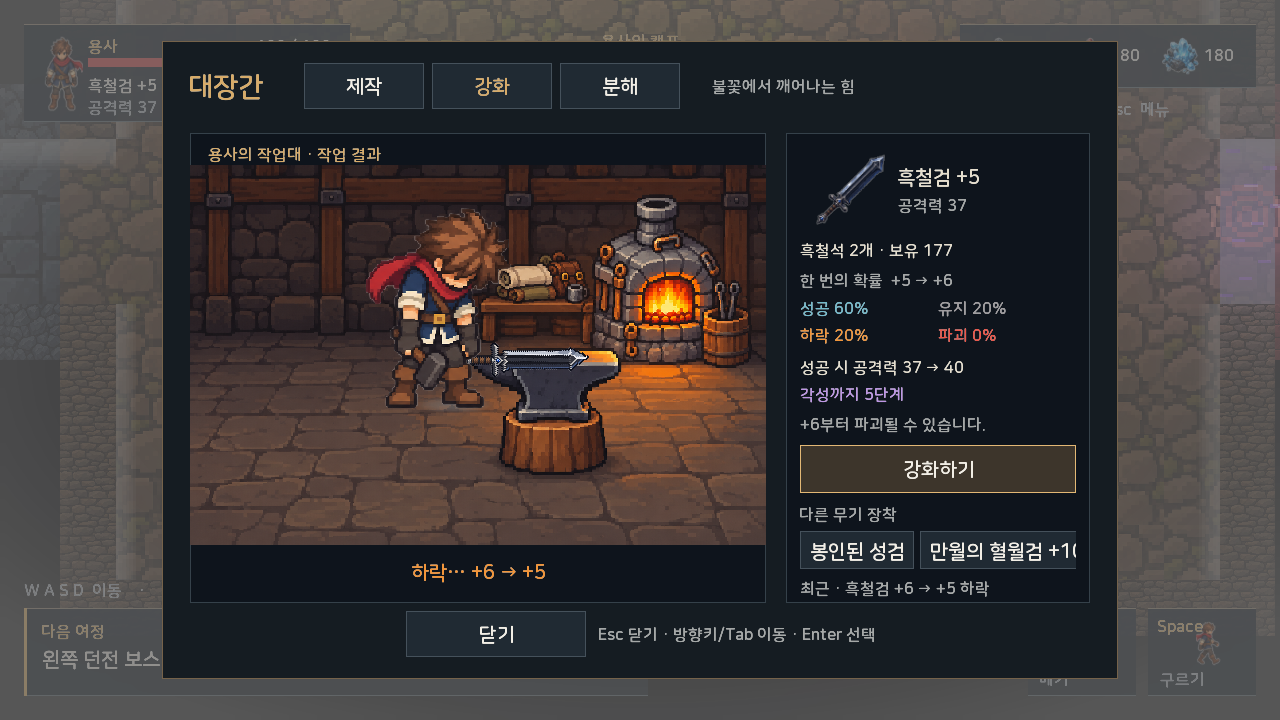 용사
흑철검 +5
공격력 37
80
180
메뉴
대장간
제작
강화
분해
불꽃에서 깨어나는 힘
용사의 작업대 · 작업 결과
하락… +6 → +5
흑철검 +5
공격력 37
흑철석 2개 · 보유 177
한 번의 확률 +5 → +6
성공 60%
유지 20%
하락 20%
파괴 0%
성공 시 공격력 37 → 40
각성까지 5단계
+6부터 파괴될 수 있습니다.
강화하기
다른 무기 장착
봉인된 성검
만월의 혈월검 +10
최근 · 흑철검 +6 → +5 하락
닫기
Esc 닫기 · 방향키/Tab 이동 · Enter 선택
W A S D 이동 ·
다음 여정
왼쪽 던전 보스
Space
구르기